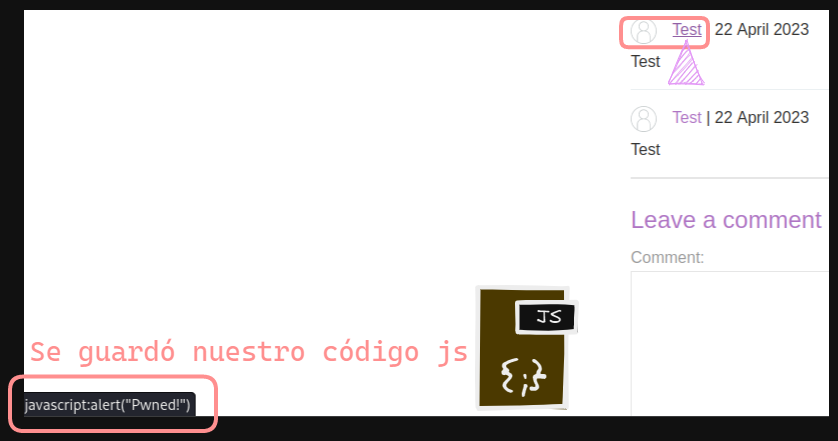 Test | 22 April 2023
Test
Test | 22 April 2023
Test
Leave a comment
Comment:
JS
{;}
Se guardó nuestro código js
javascript:alert("Pwned!")